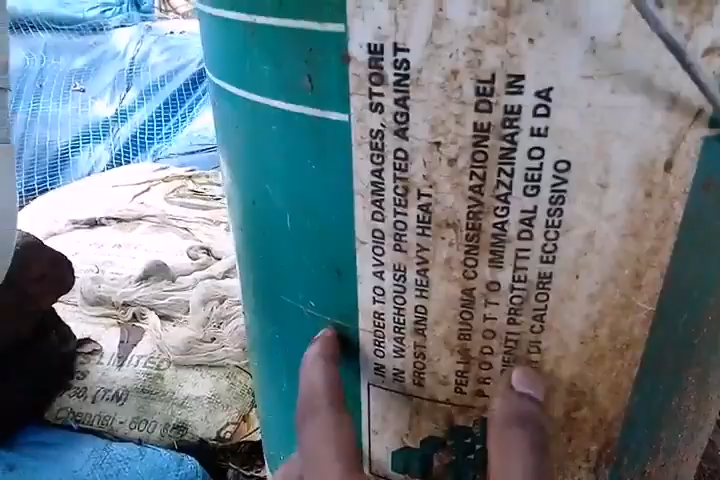 IN ORDER TO AVOID DAMAGES, STORE
IN WAREHOUSE PROTECTED AGAINST
FROST AND HEAVY HEAT.
PER LA BUONA CONSERVAZIONE DEL
PRODOTTO IMMAGAZZINARE IN
PROTETTI DAL GELO E DA
DI CALORE ECCESSIVO
LIMITED
(T.N)
Chennai - 600